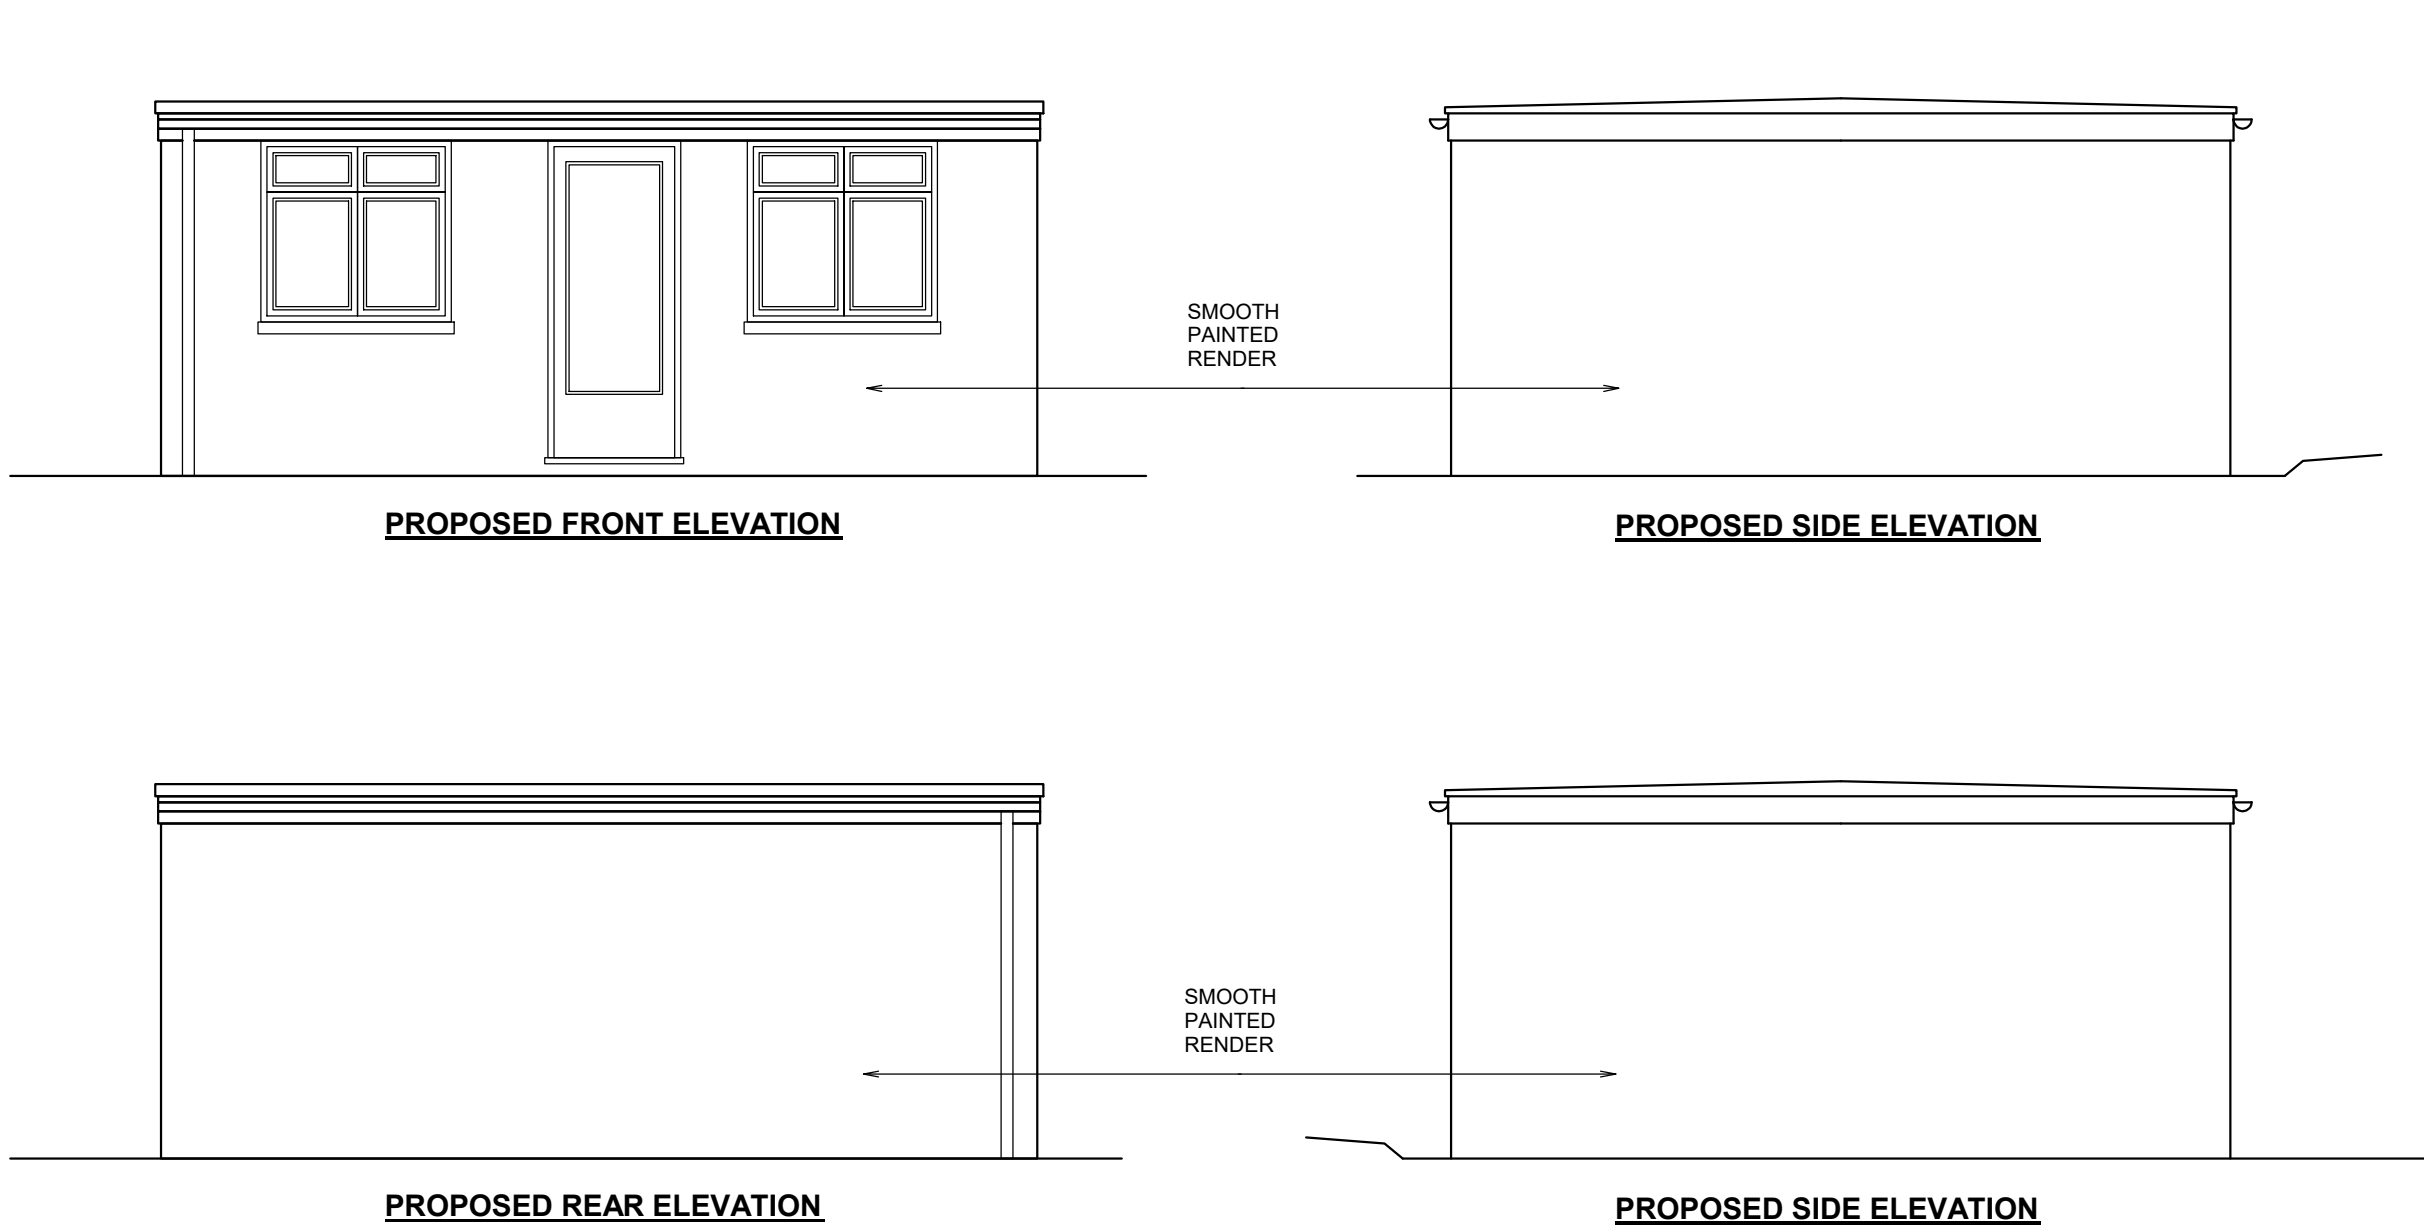 SMOOTH
PAINTED
RENDER
PROPOSED FRONT ELEVATION
PROPOSED SIDE ELEVATION
SMOOTH
PAINTED
RENDER
PROPOSED REAR ELEVATION
PROPOSED SIDE ELEVATION